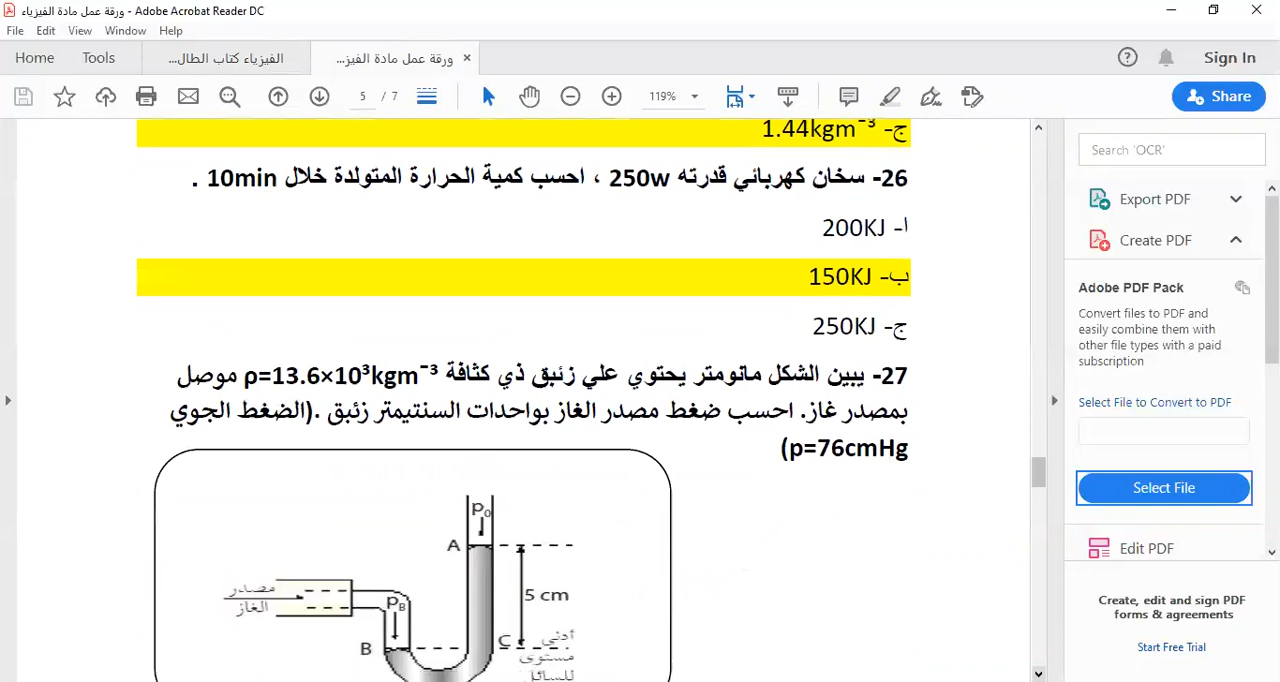 ورقة عمل مادة الفيزياء - Adobe Acrobat Reader DC
File Edit View Window Help
Home Tools الفيزياء كتاب الطال... ورقة عمل مادة الفيز... × Sign In
5 / 7 119% Share
ج- 1.44kgm⁻³
26- سخان كهربائي قدرته 250w ، احسب كمية الحرارة المتولدة خلال 10min .
ا- 200KJ
ب- 150KJ
ج- 250KJ
27- يبين الشكل مانومتر يحتوي علي زئبق ذي كثافة ρ=13.6×10³kgm⁻³ موصل
بمصدر غاز. احسب ضغط مصدر الغاز بواحدات السنتيمتر زئبق .(الضغط الجوي
p=76cmHg)
P₀
A
5 cm
مصدر
الغاز
P_B
B
C
أدنى
مستوى
للسائل
Search 'OCR'
Export PDF
Create PDF
Adobe PDF Pack
Convert files to PDF and
easily combine them with
other file types with a paid
subscription
Select File to Convert to PDF
Select File
Edit PDF
Create, edit and sign PDF
forms & agreements
Start Free Trial